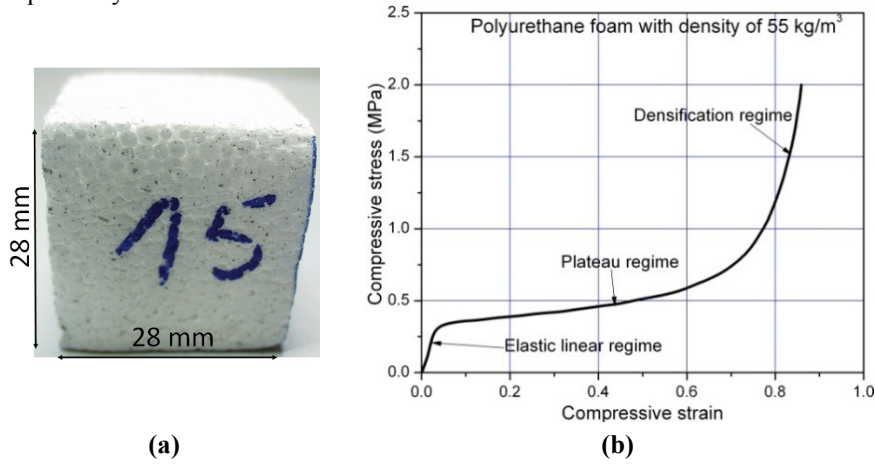 28 mm
15
28 mm
(a)
Polyurethane foam with density of 55 kg/m³
Compressive stress (MPa)
2.5
2.0
1.5
1.0
0.5
0.0
Densification regime
Plateau regime
Elastic linear regime
0.0 0.2 0.4 0.6 0.8 1.0
Compressive strain
(b)